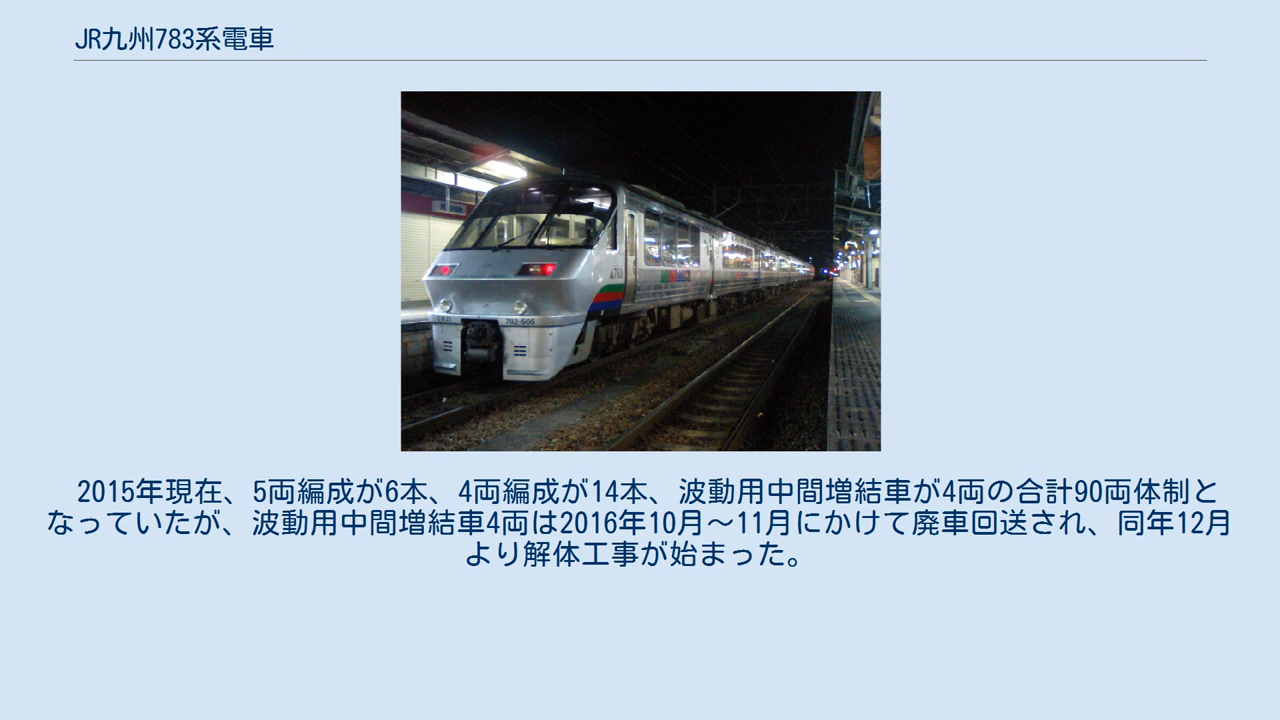 JR九州783系電車
783
782-505
2015年現在、5両編成が6本、4両編成が14本、波動用中間増結車が4両の合計90両体制と
なっていたが、波動用中間増結車4両は2016年10月～11月にかけて廃車回送され、同年12月
より解体工事が始まった。